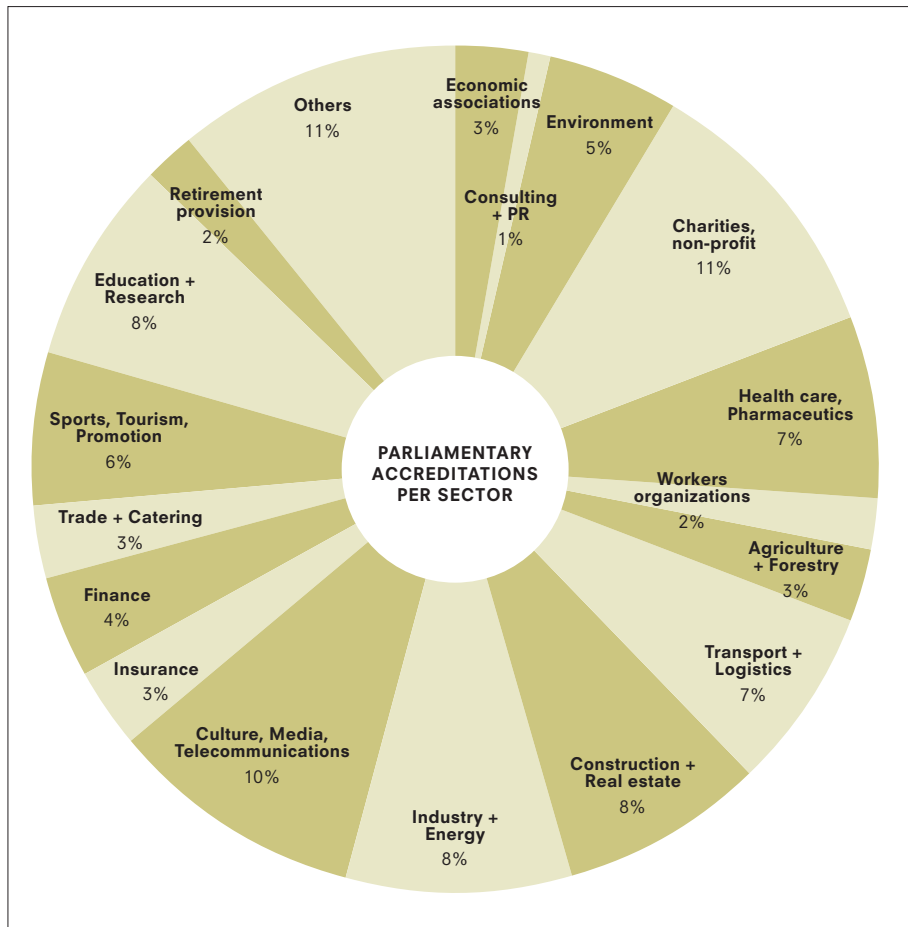 PARLIAMENTARY
ACCREDITATIONS
PER SECTOR
Economic
associations
3%
Consulting
+ PR
1%
Environment
5%
Charities,
non-profit
11%
Health care,
Pharmaceutics
7%
Workers
organizations
2%
Agriculture
+ Forestry
3%
Transport +
Logistics
7%
Construction +
Real estate
8%
Industry +
Energy
8%
Culture, Media,
Telecommunications
10%
Insurance
3%
Finance
4%
Trade + Catering
3%
Sports, Tourism,
Promotion
6%
Education +
Research
8%
Retirement
provision
2%
Others
11%